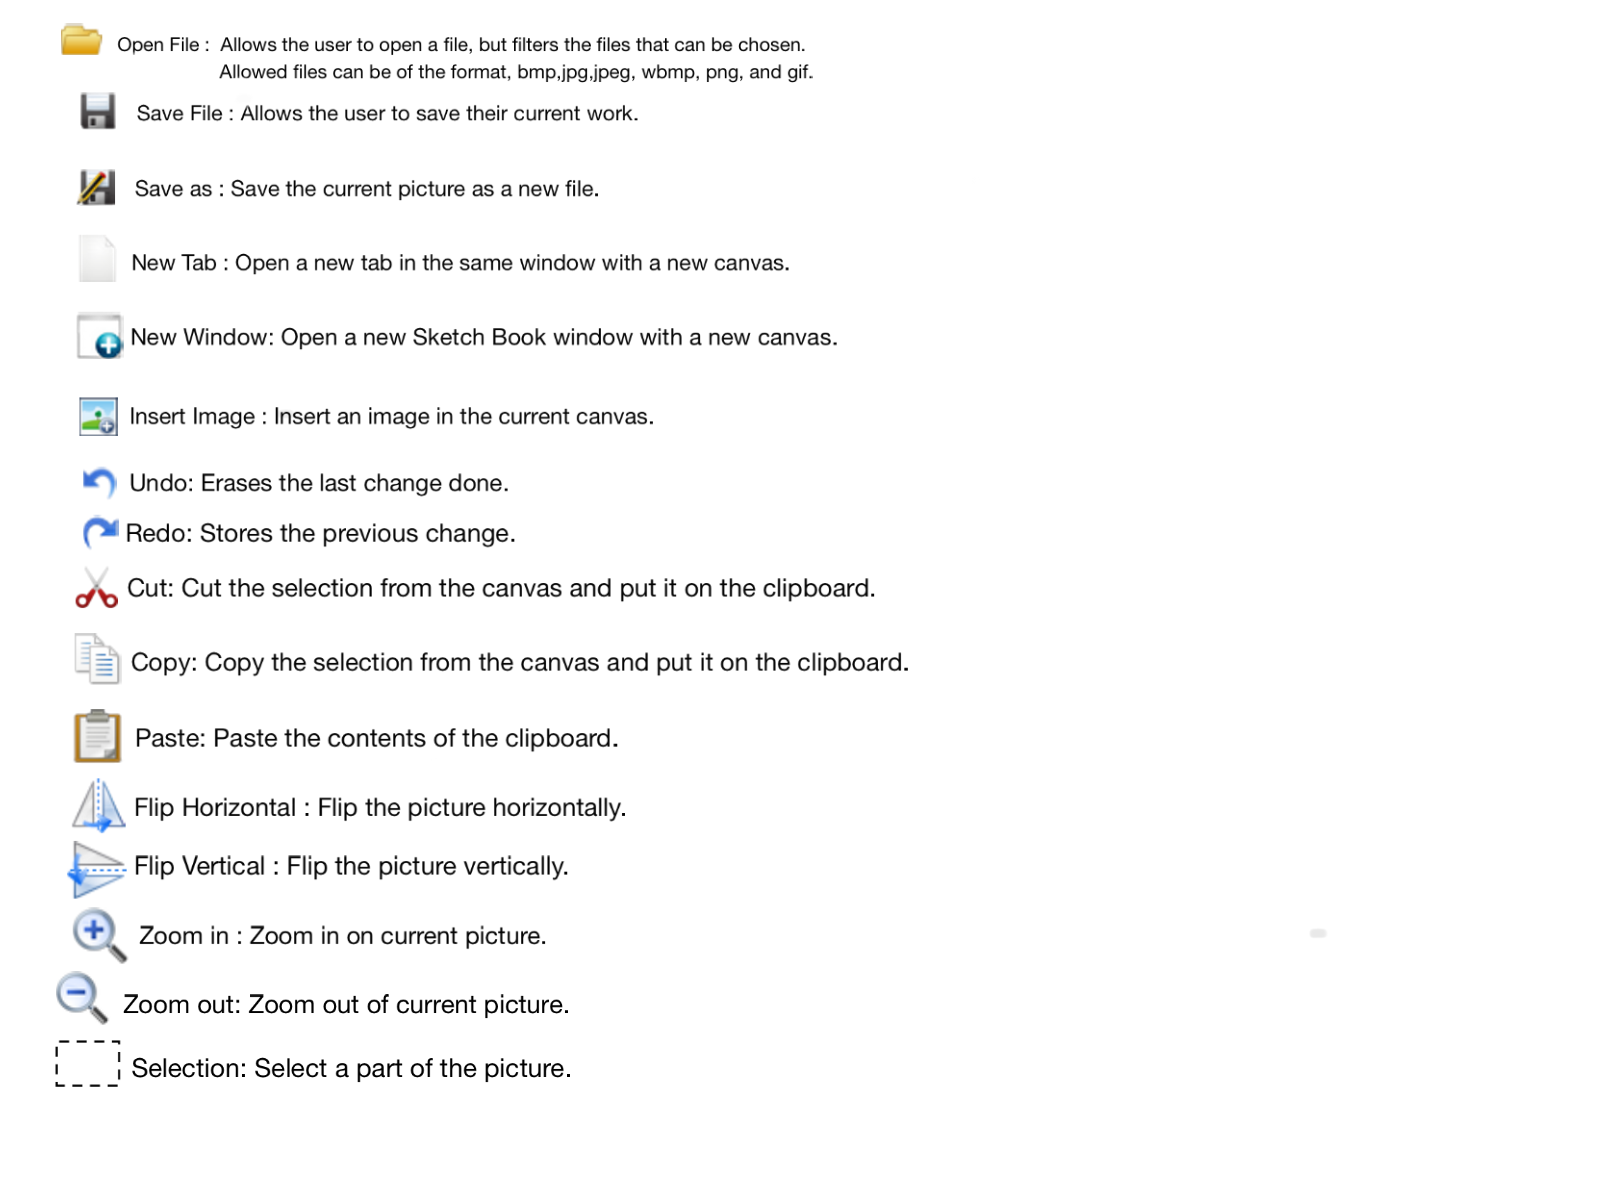 Open File :  Allows the user to open a file, but filters the files that can be chosen.
Allowed files can be of the format, bmp,jpg,jpeg, wbmp, png, and gif.
Save File : Allows the user to save their current work.
Save as : Save the current picture as a new file.
New Tab : Open a new tab in the same window with a new canvas.
New Window: Open a new Sketch Book window with a new canvas.
Insert Image : Insert an image in the current canvas.
Undo: Erases the last change done.
Redo: Stores the previous change.
Cut: Cut the selection from the canvas and put it on the clipboard.
Copy: Copy the selection from the canvas and put it on the clipboard.
Paste: Paste the contents of the clipboard.
Flip Horizontal : Flip the picture horizontally.
Flip Vertical : Flip the picture vertically.
Zoom in : Zoom in on current picture.
Zoom out: Zoom out of current picture.
Selection: Select a part of the picture.